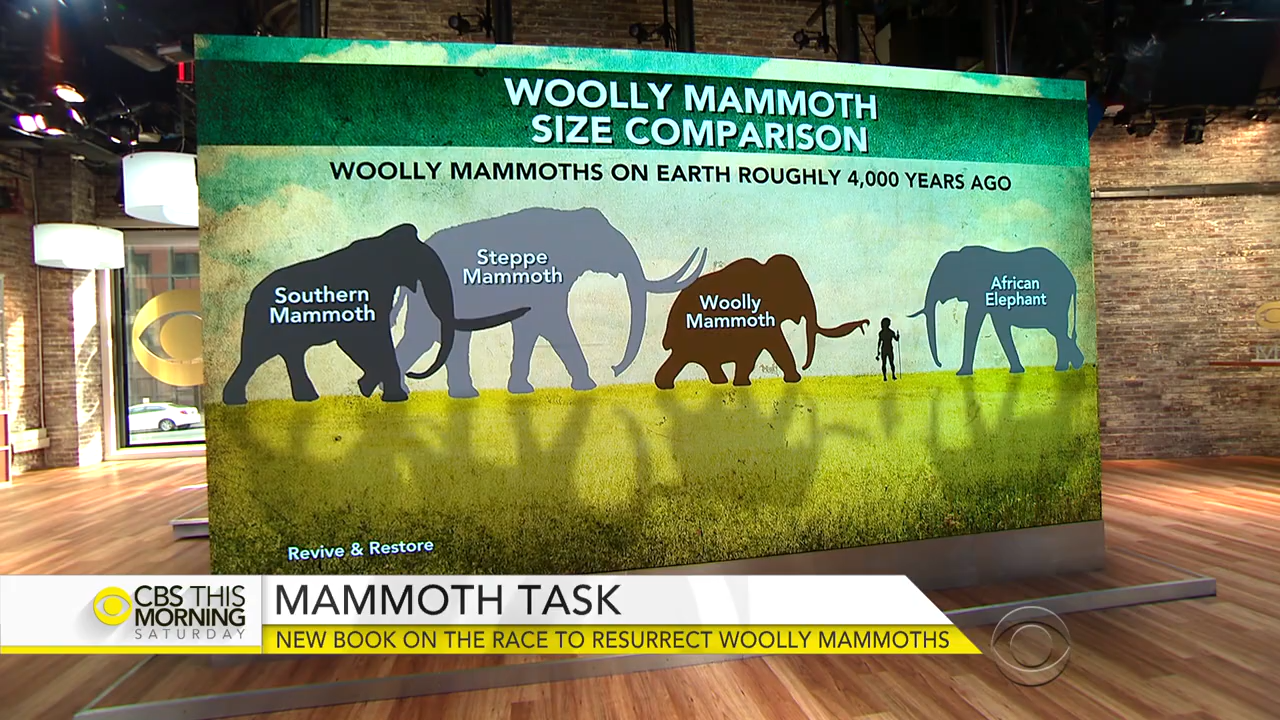 WOOLLY MAMMOTH
SIZE COMPARISON
WOOLLY MAMMOTHS ON EARTH ROUGHLY 4,000 YEARS AGO
Southern
Mammoth
Steppe
Mammoth
Woolly
Mammoth
African
Elephant
Revive & Restore
CBS THIS
MORNING
SATURDAY
MAMMOTH TASK
NEW BOOK ON THE RACE TO RESURRECT WOOLLY MAMMOTHS